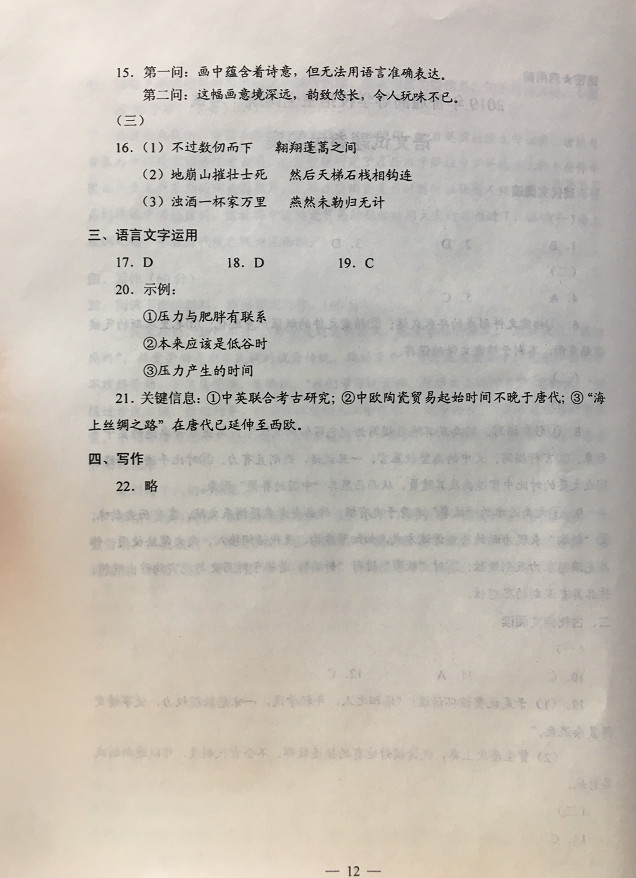 15. 第一问：画中蕴含着诗意，但无法用语言准确表达。
第二问：这幅画意境深远，韵致悠长，令人玩味不已。
（三）
16.（1）不过数仞而下　翱翔蓬蒿之间
（2）地崩山摧壮士死　然后天梯石栈相钩连
（3）浊酒一杯家万里　燕然未勒归无计
三、语言文字运用
17. D　18. D　19. C
20. 示例：
①压力与肥胖有联系
②本来应该是低谷时
③压力产生的时间
21. 关键信息：①中英联合考古研究；②中欧陶瓷贸易起始时间不晚于唐代；③“海
上丝绸之路”在唐代已延伸至西欧。
四、写作
22. 略
— 12 —